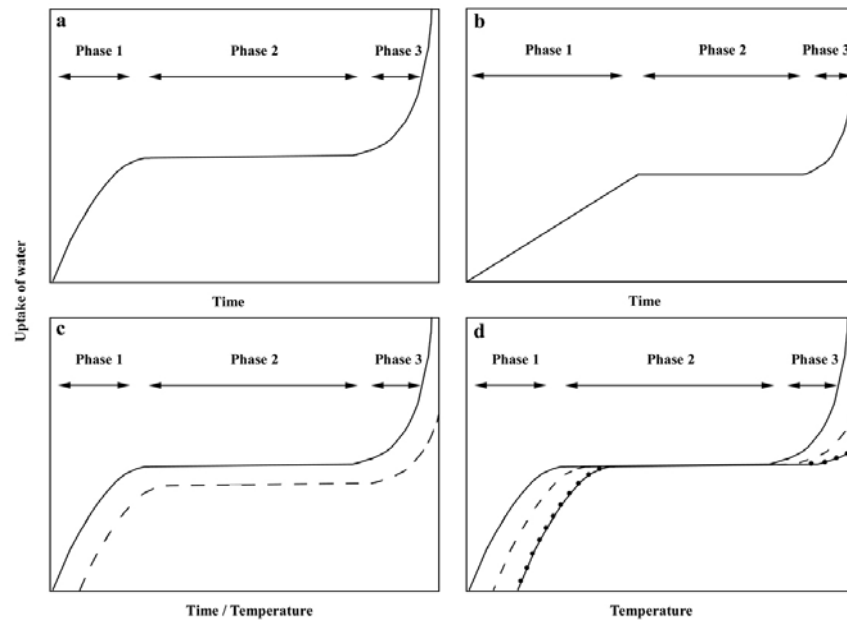 a
Phase 1 Phase 2 Phase 3
Time
b
Phase 1 Phase 2 Phase 3
Time
Uptake of water
c
Phase 1 Phase 2 Phase 3
Time / Temperature
d
Phase 1 Phase 2 Phase 3
Temperature